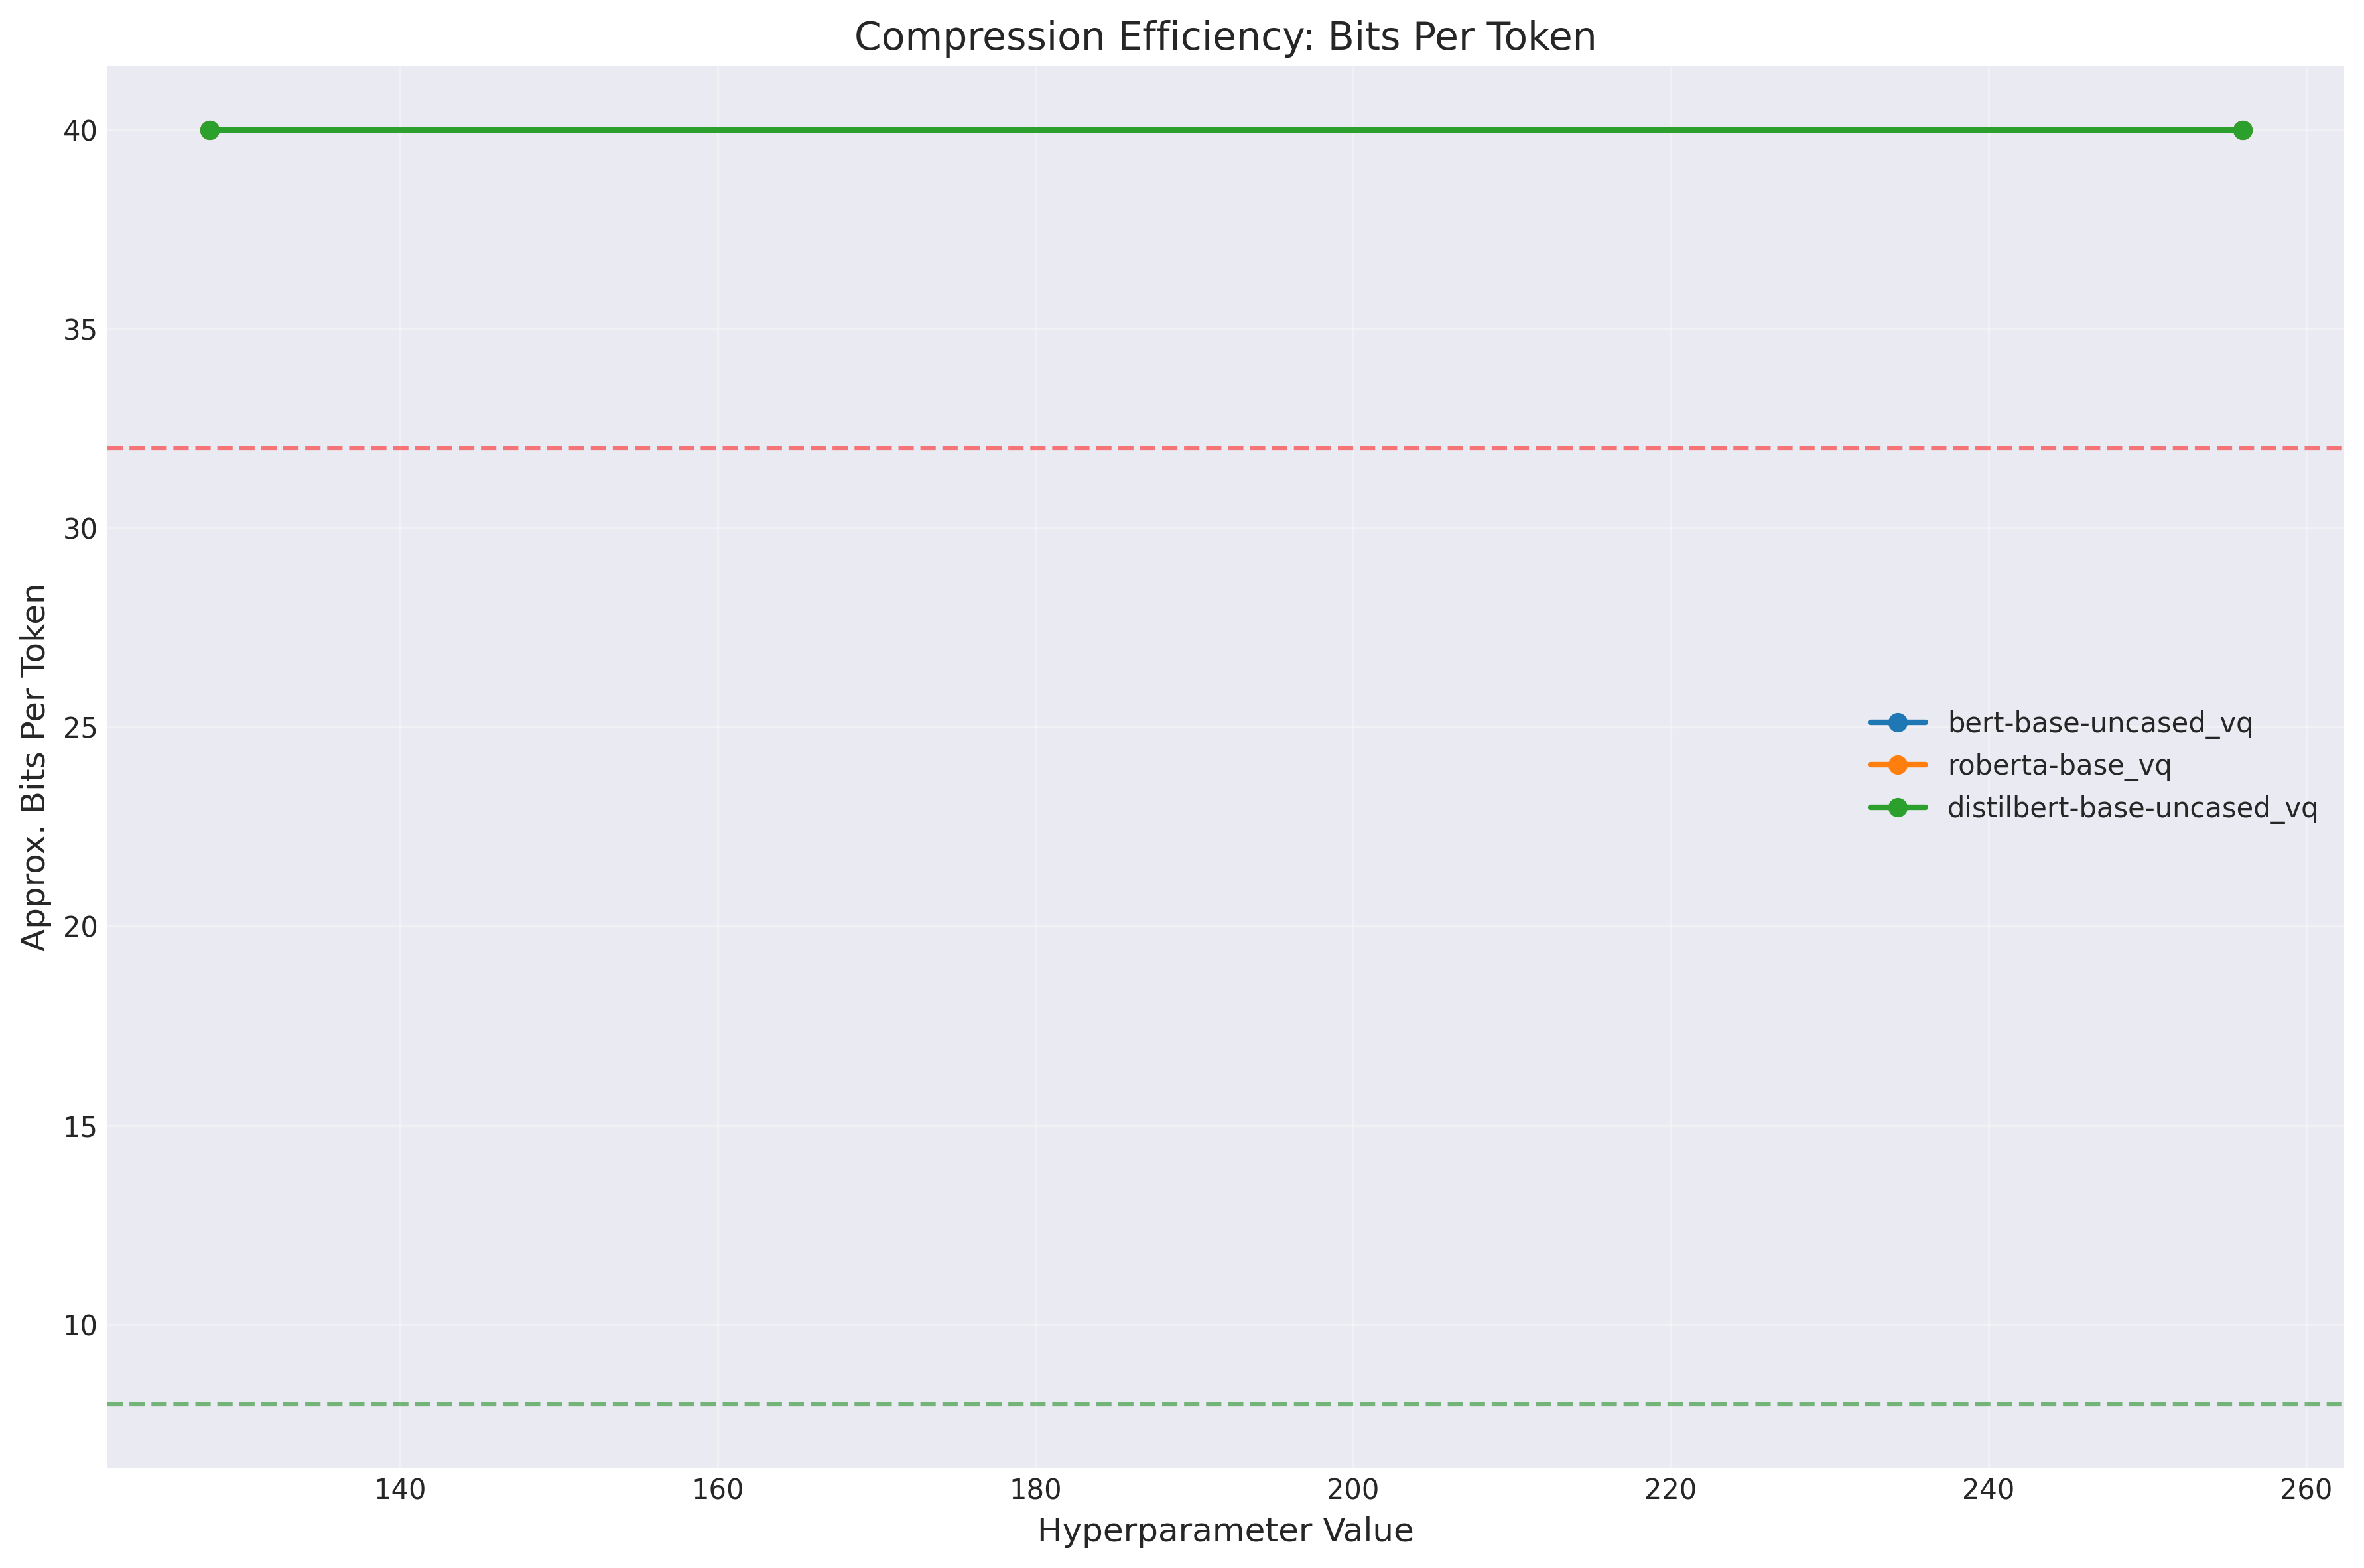 Compression Efficiency: Bits Per Token
Approx. Bits Per Token
40
35
30
25
20
15
10
bert-base-uncased_vq
roberta-base_vq
distilbert-base-uncased_vq
140 160 180 200 220 240 260
Hyperparameter Value